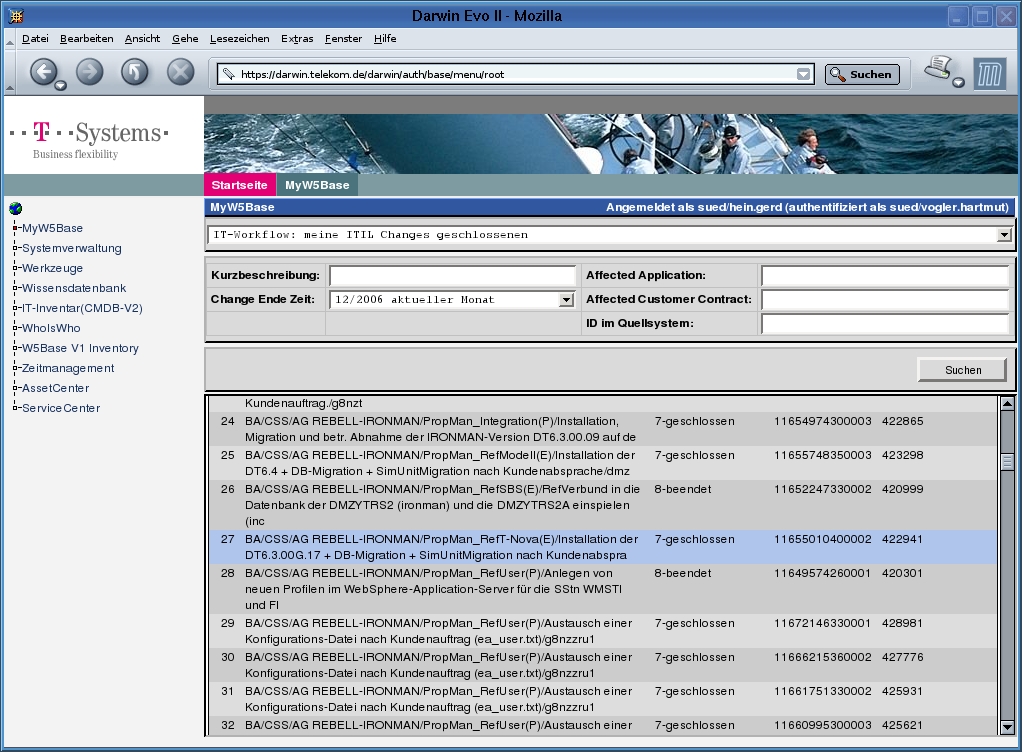 Darwin Evo II - Mozilla
Datei Bearbeiten Ansicht Gehe Lesezeichen Extras Fenster Hilfe
https://darwin.telekom.de/darwin/auth/base/menu/root
Suchen
T Systems
Business flexibility
Startseite MyW5Base
MyW5Base Angemeldet als sued/hein.gerd (authentifiziert als sued/vogler.hartmut)
MyW5Base
Systemverwaltung
Werkzeuge
Wissensdatenbank
IT-Inventar(CMDB-V2)
WhoIsWho
W5Base V1 Inventory
Zeitmanagement
AssetCenter
ServiceCenter
IT-Workflow: meine ITIL Changes geschlossenen
Kurzbeschreibung: Affected Application:
Change Ende Zeit: 12/2006 aktueller Monat Affected Customer Contract:
ID im Quellsystem:
Suchen
Kundenauftrag./g8nzt
24 BA/CSS/AG REBELL-IRONMAN/PropMan_Integration(P)/Installation, 7-geschlossen 11654974300003 422865
Migration und betr. Abnahme der IRONMAN-Version DT6.3.00.09 auf de
25 BA/CSS/AG REBELL-IRONMAN/PropMan_RefModell(E)/Installation der 7-geschlossen 11655748350003 423298
DT6.4 + DB-Migration + SimUnitMigration nach Kundenabsprache/dmz
26 BA/CSS/AG REBELL-IRONMAN/PropMan_RefSBS(E)/RefVerbund in die 8-beendet 11652247330002 420999
Datenbank der DMZYTRS2 (ironman) und die DMZYTRS2A einspielen
(inc
27 BA/CSS/AG REBELL-IRONMAN/PropMan_RefT-Nova(E)/Installation der 7-geschlossen 11655010400002 422941
DT6.3.00G.17 + DB-Migration + SimUnitMigration nach Kundenabspra
28 BA/CSS/AG REBELL-IRONMAN/PropMan_RefUser(P)/Anlegen von 8-beendet 11649574260001 420301
neuen Profilen im WebSphere-Application-Server für die SStn WMSTI
und FI
29 BA/CSS/AG REBELL-IRONMAN/PropMan_RefUser(P)/Austausch einer 7-geschlossen 11672146330001 428981
Konfigurations-Datei nach Kundenauftrag (ea_user.txt)/g8nzzru1
30 BA/CSS/AG REBELL-IRONMAN/PropMan_RefUser(P)/Austausch einer 7-geschlossen 11666215360002 427776
Konfigurations-Datei nach Kundenauftrag (ea_user.txt)/g8nzzru1
31 BA/CSS/AG REBELL-IRONMAN/PropMan_RefUser(P)/Austausch einer 7-geschlossen 11661751330002 425931
Konfigurations-Datei nach Kundenauftrag (ea_user.txt)/g8nzzru1
32 BA/CSS/AG REBELL-IRONMAN/PropMan_RefUser(P)/Austausch einer 7-geschlossen 11660995300003 425621